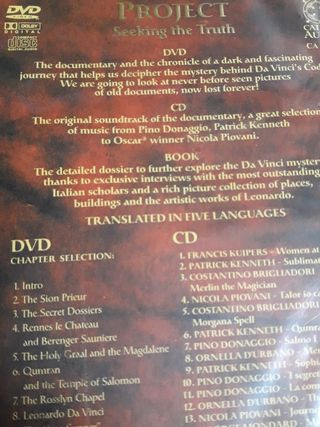 PROJECT
Seeking the Truth
DVD
DOLBY
DIGITAL
COMPACT
disc
DIGITAL AUDIO
CA
DVD
The documentary and the chronicle of a dark and fascinating
journey that helps us decipher the mystery behind Da Vinci's Code
We are going to look at never before seen pictures
of old documents, now lost forever!
CD
The original soundtrack of the documentary, a great selection
of music from Pino Donaggio, Patrick Kenneth
to Oscar® winner Nicola Piovani.
BOOK
The detailed dossier to further explore the Da Vinci mystery
thanks to exclusive interviews with the most outstanding
Italian scholars and a rich picture collection of places,
buildings and the artistic works of Leonardo.
TRANSLATED IN FIVE LANGUAGES
DVD
CHAPTER SELECTION:
1. Intro
2. The Sion Prieur
3. The Secret Dossiers
4. Rennes le Chateau
and Berenger Sauniere
5. The Holy Graal and the Magdalene
6. Qumran
and the Temple of Salomon
7. The Rosslyn Chapel
8. Leonardo Da Vinci
CD
1. FRANCIS KUIPERS - Women at
2. PATRICK KENNETH - Sublimat
3. COSTANTINO BRIGLIADORI
Merlin the Magician
4. NICOLA PIOVANI - Talor io c
5. COSTANTINO BRIGLIADORI
Morgana Spell
6. PATRICK KENNETH - Qumra
7. PINO DONAGGIO - Salmo I
8. ORNELLA D'URBANO - Mer
9. PATRICK KENNETH - Sophi
10. PINO DONAGGIO - I segre
11. PINO DONAGGIO - La com
12. ORNELLA D'URBANO - The
13. NICOLA PIOVANI - Journe